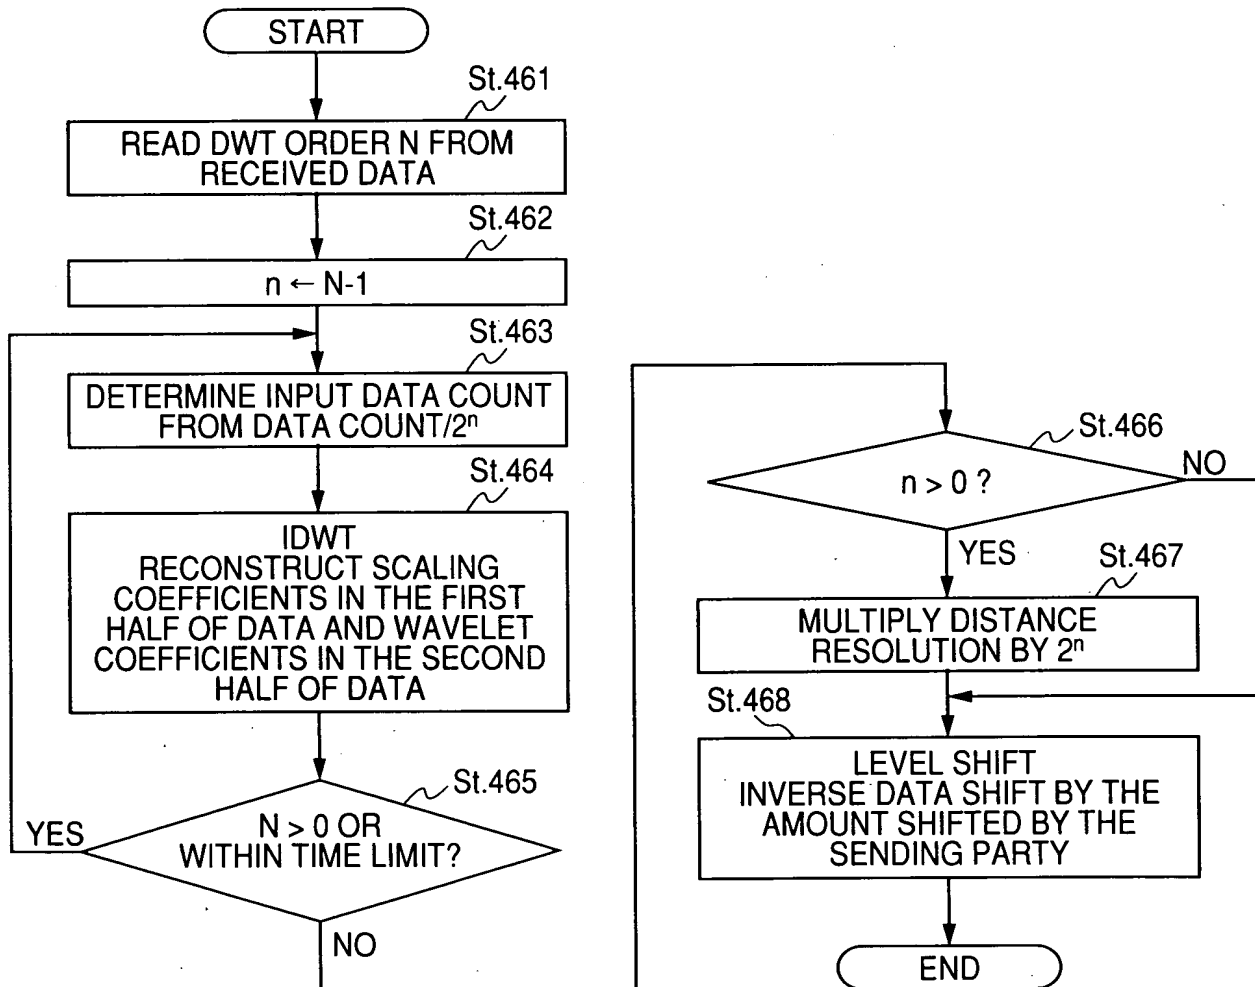 START
St.461
READ DWT ORDER N FROM
RECEIVED DATA
St.462
n ← N-1
St.463
DETERMINE INPUT DATA COUNT
FROM DATA COUNT/2ⁿ
St.464
IDWT
RECONSTRUCT SCALING
COEFFICIENTS IN THE FIRST
HALF OF DATA AND WAVELET
COEFFICIENTS IN THE SECOND
HALF OF DATA
St.465
N > 0 OR
WITHIN TIME LIMIT?
YES
NO
St.466
n > 0 ?
NO
YES
St.467
MULTIPLY DISTANCE
RESOLUTION BY 2ⁿ
St.468
LEVEL SHIFT
INVERSE DATA SHIFT BY THE
AMOUNT SHIFTED BY THE
SENDING PARTY
END